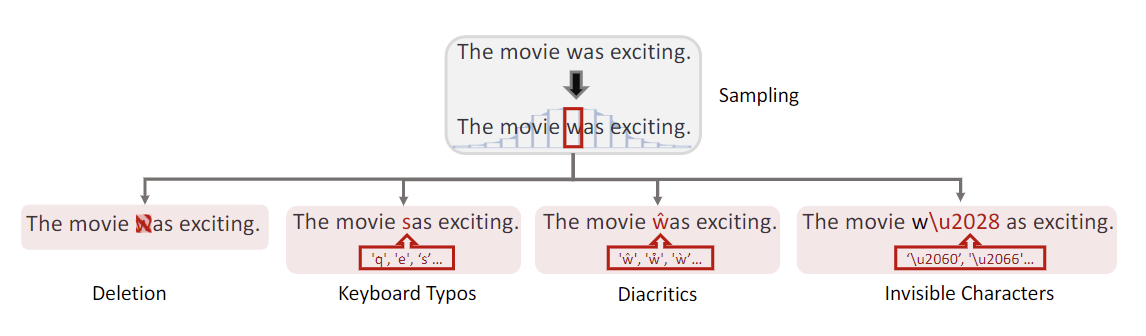 The movie was exciting.
Sampling
The movie was exciting.
The movie was exciting.
The movie sas exciting.
The movie ŵas exciting.
The movie w\u2028 as exciting.
'q', 'e', ‘s’...
'ŵ', 'ẘ', 'ẁ’...
‘\u2060’, '\u2066'...
Deletion
Keyboard Typos
Diacritics
Invisible Characters